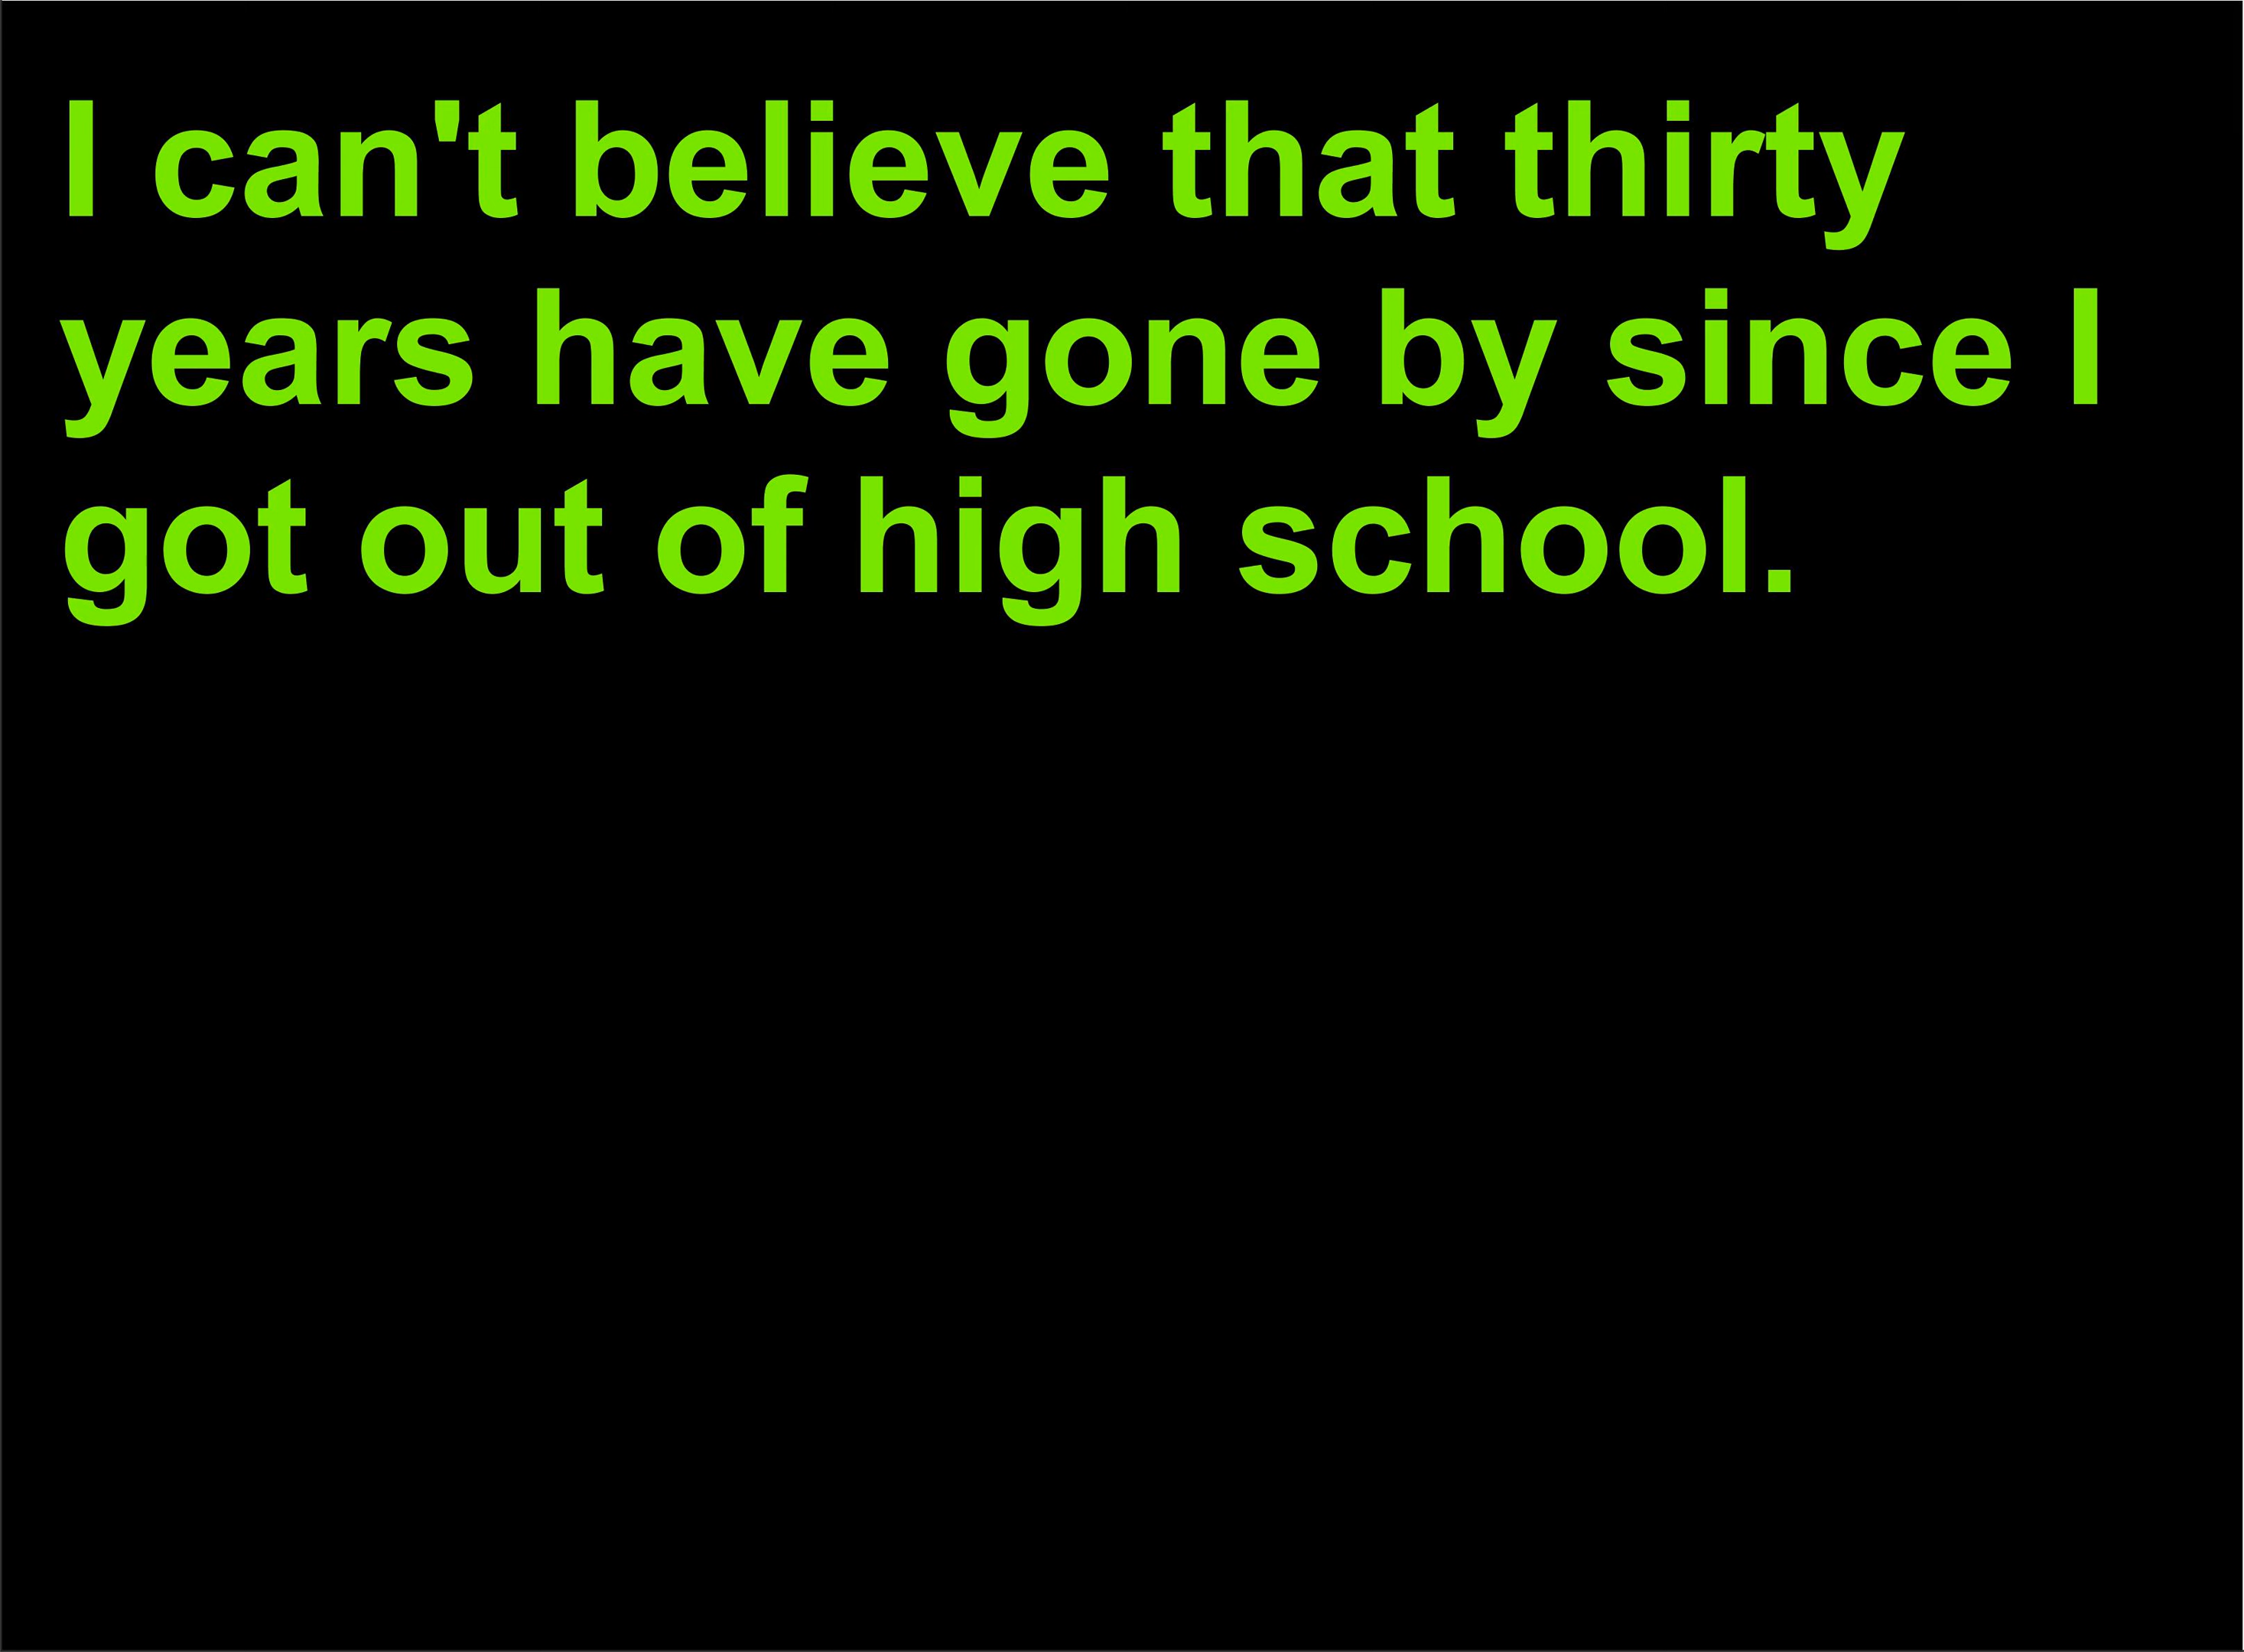 I can't believe that thirty
years have gone by since I
got out of high school.